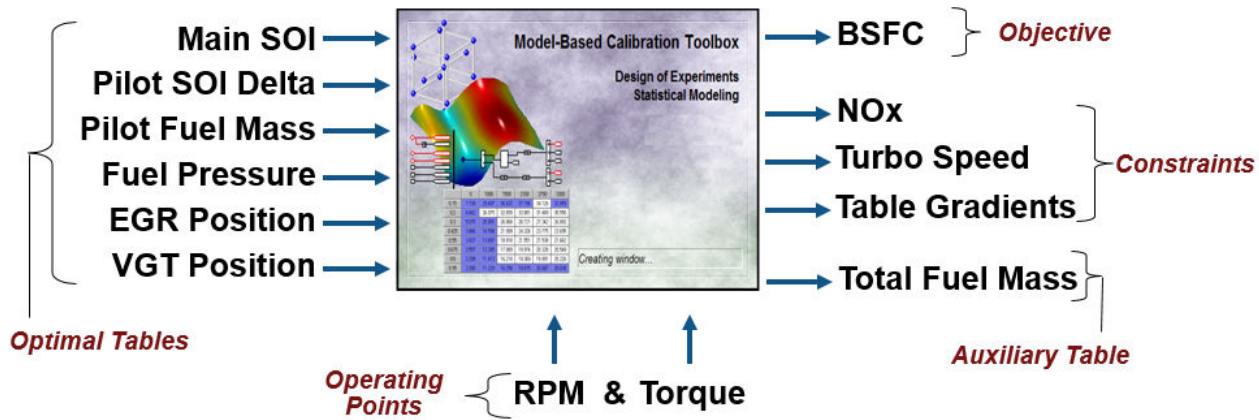 Main SOI
Pilot SOI Delta
Pilot Fuel Mass
Fuel Pressure
EGR Position
VGT Position
Optimal Tables
Model-Based Calibration Toolbox
Design of Experiments
Statistical Modeling
Creating window...
BSFC
Objective
NOx
Turbo Speed
Table Gradients
Constraints
Total Fuel Mass
Auxiliary Table
Operating
Points
RPM & Torque